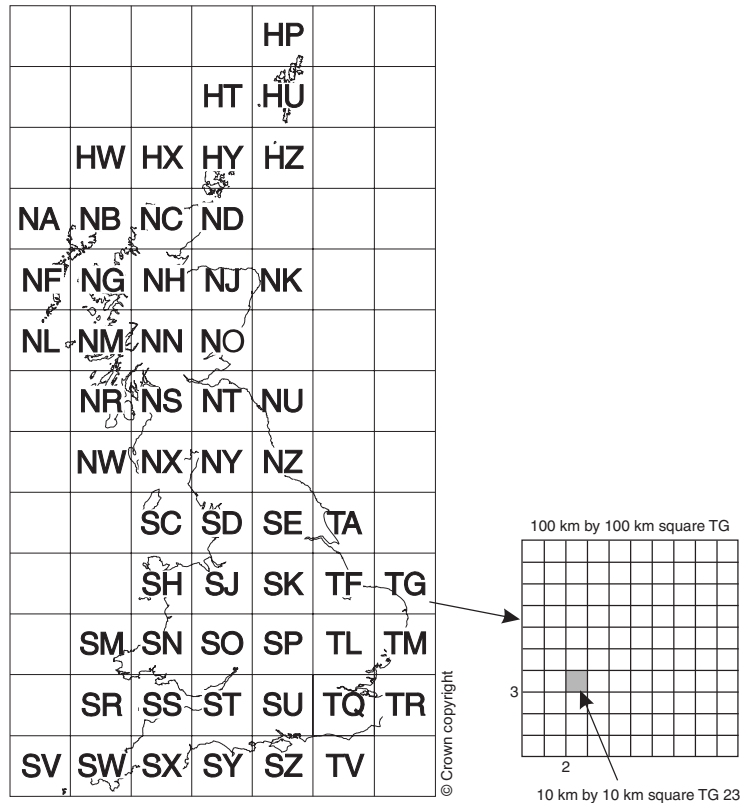 HP
HT HU
HW HX HY HZ
NA NB NC ND
NF NG NH NJ NK
NL NM NN NO
NR NS NT NU
NW NX NY NZ
SC SD SE TA
SH SJ SK TF TG
SM SN SO SP TL TM
SR SS ST SU TQ TR
SV SW SX SY SZ TV
© Crown copyright
100 km by 100 km square TG
3
2
10 km by 10 km square TG 23